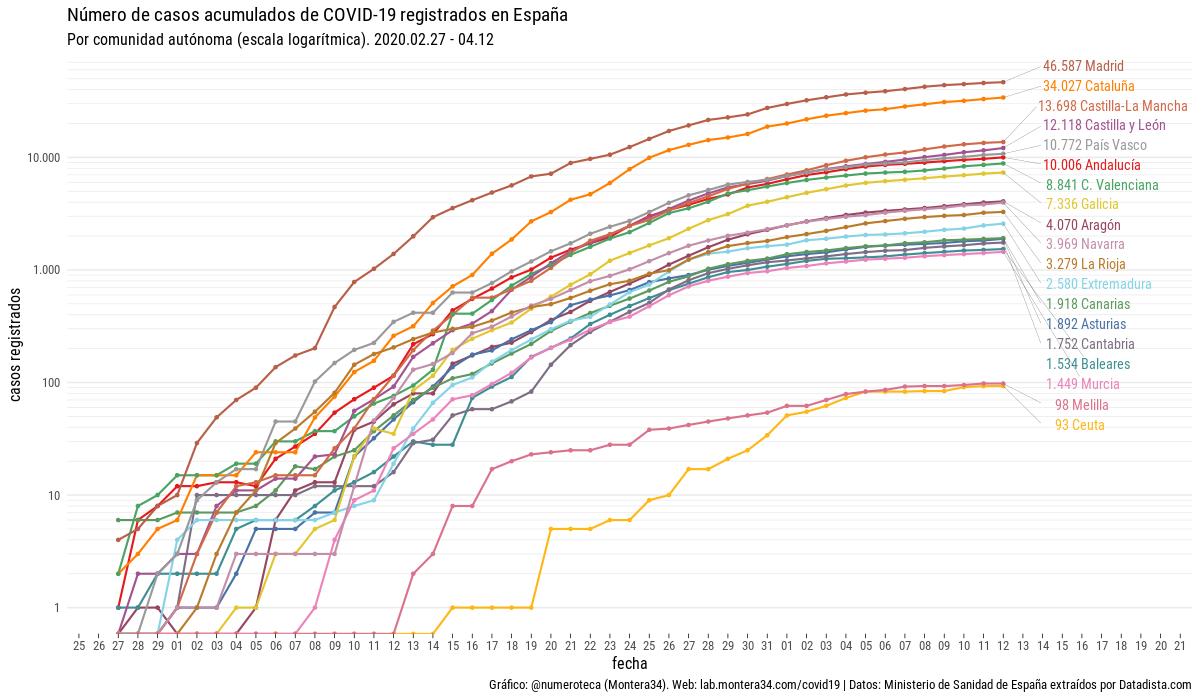 Número de casos acumulados de COVID-19 registrados en España
Por comunidad autónoma (escala logarítmica). 2020.02.27 - 04.12
46.587 Madrid
34.027 Cataluña
13.698 Castilla-La Mancha
12.118 Castilla y León
10.772 País Vasco
10.006 Andalucía
8.841 C. Valenciana
7.336 Galicia
4.070 Aragón
3.969 Navarra
3.279 La Rioja
2.580 Extremadura
1.918 Canarias
1.892 Asturias
1.752 Cantabria
1.534 Baleares
1.449 Murcia
98 Melilla
93 Ceuta
casos registrados
10.000
1.000
100
10
1
25 26 27 28 29 01 02 03 04 05 06 07 08 09 10 11 12 13 14 15 16 17 18 19 20 21 22 23 24 25 26 27 28 29 30 31 01 02 03 04 05 06 07 08 09 10 11 12 13 14 15 16 17 18 19 20 21
fecha
Gráfico: @numeroteca (Montera34). Web: lab.montera34.com/covid19 | Datos: Ministerio de Sanidad de España extraídos por Datadista.com